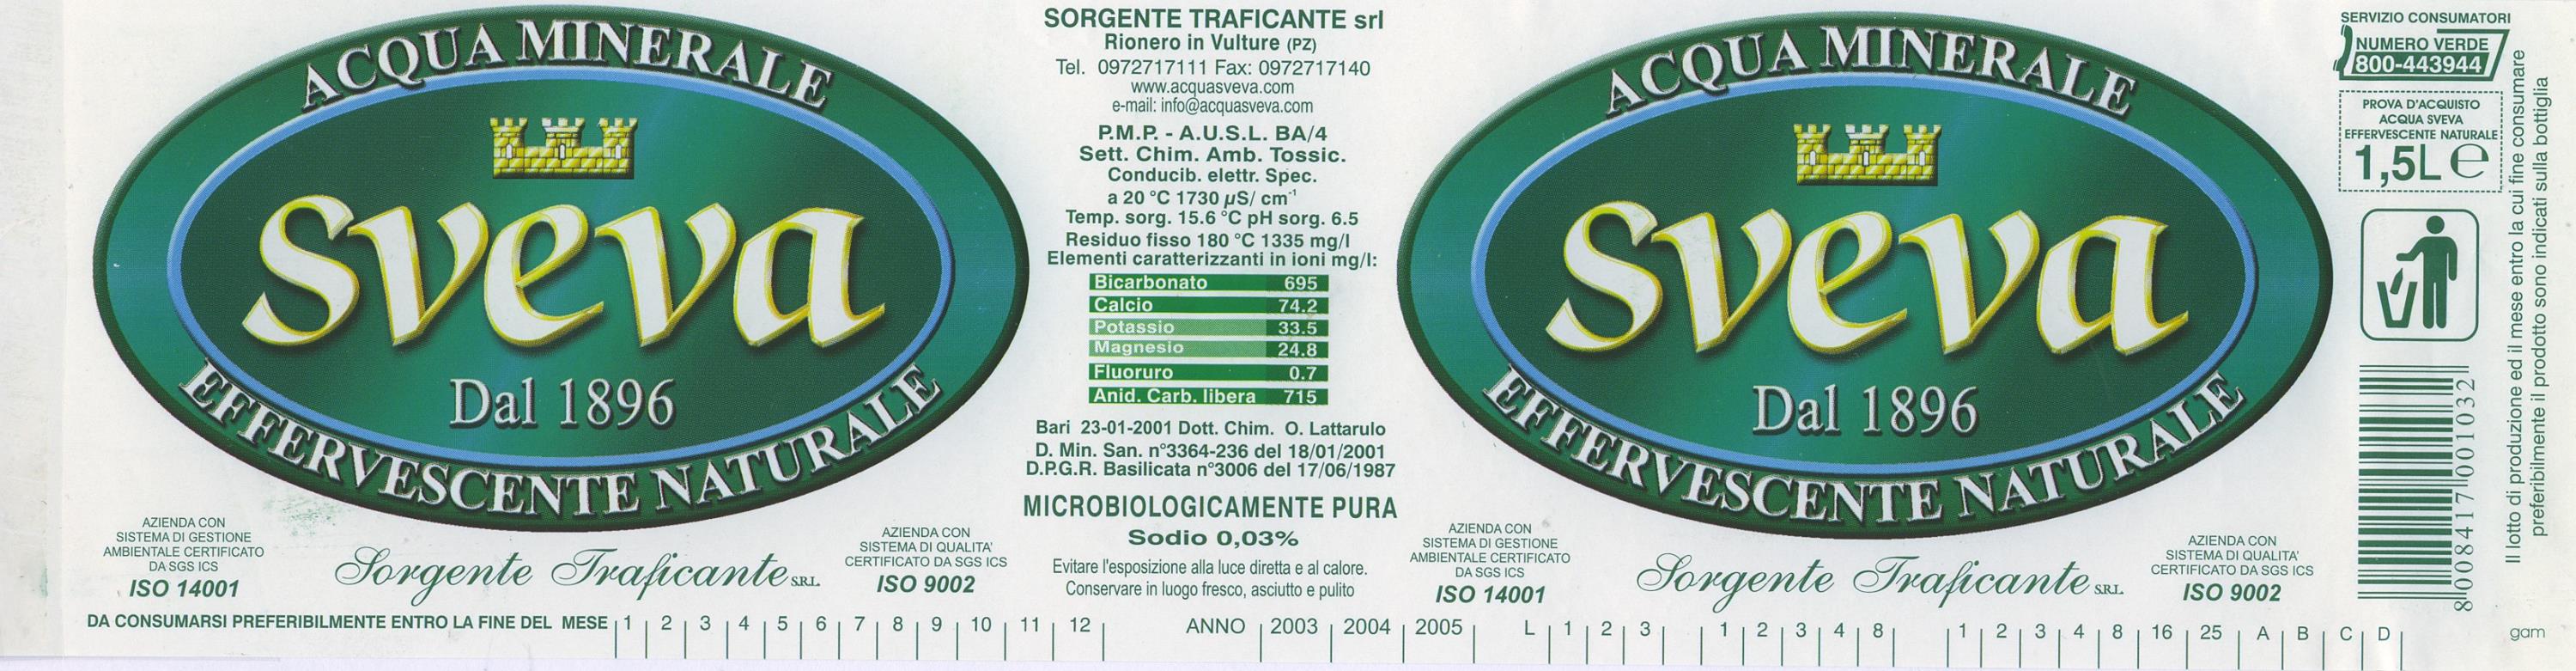 ACQUA MINERALE
Sveva
Dal 1896
EFFERVESCENTE NATURALE
AZIENDA CON
SISTEMA DI GESTIONE
AMBIENTALE CERTIFICATO
DA SGS ICS
ISO 14001
Sorgente Traficante S.R.L.
AZIENDA CON
SISTEMA DI QUALITA'
CERTIFICATO DA SGS ICS
ISO 9002
SORGENTE TRAFICANTE srl
Rionero in Vulture (PZ)
Tel. 0972717111 Fax: 0972717140
www.acquasveva.com
e-mail: info@acquasveva.com
P.M.P. - A.U.S.L. BA/4
Sett. Chim. Amb. Tossic.
Conducib. elettr. Spec.
a 20 °C 1730 µS/ cm⁻¹
Temp. sorg. 15.6 °C pH sorg. 6.5
Residuo fisso 180 °C 1335 mg/l
Elementi caratterizzanti in ioni mg/l:
Bicarbonato 695
Calcio 74.2
Potassio 33.5
Magnesio 24.8
Fluoruro 0.7
Anid. Carb. libera 715
Bari 23-01-2001 Dott. Chim. O. Lattarulo
D. Min. San. n°3364-236 del 18/01/2001
D.P.G.R. Basilicata n°3006 del 17/06/1987
MICROBIOLOGICAMENTE PURA
Sodio 0,03%
Evitare l'esposizione alla luce diretta e al calore.
Conservare in luogo fresco, asciutto e pulito
ACQUA MINERALE
Sveva
Dal 1896
EFFERVESCENTE NATURALE
AZIENDA CON
SISTEMA DI GESTIONE
AMBIENTALE CERTIFICATO
DA SGS ICS
ISO 14001
Sorgente Traficante S.R.L.
AZIENDA CON
SISTEMA DI QUALITA'
CERTIFICATO DA SGS ICS
ISO 9002
SERVIZIO CONSUMATORI
NUMERO VERDE
800-443944
PROVA D'ACQUISTO
ACQUA SVEVA
EFFERVESCENTE NATURALE
1,5L ℮
8 008417 001032
Il lotto di produzione ed il mese entro la cui fine consumare
preferibilmente il prodotto sono indicati sulla bottiglia
DA CONSUMARSI PREFERIBILMENTE ENTRO LA FINE DEL MESE 1 2 3 4 5 6 7 8 9 10 11 12 ANNO 2003 2004 2005 L 1 2 3 1 2 3 4 8 1 2 3 4 8 16 25 A B C D
gam